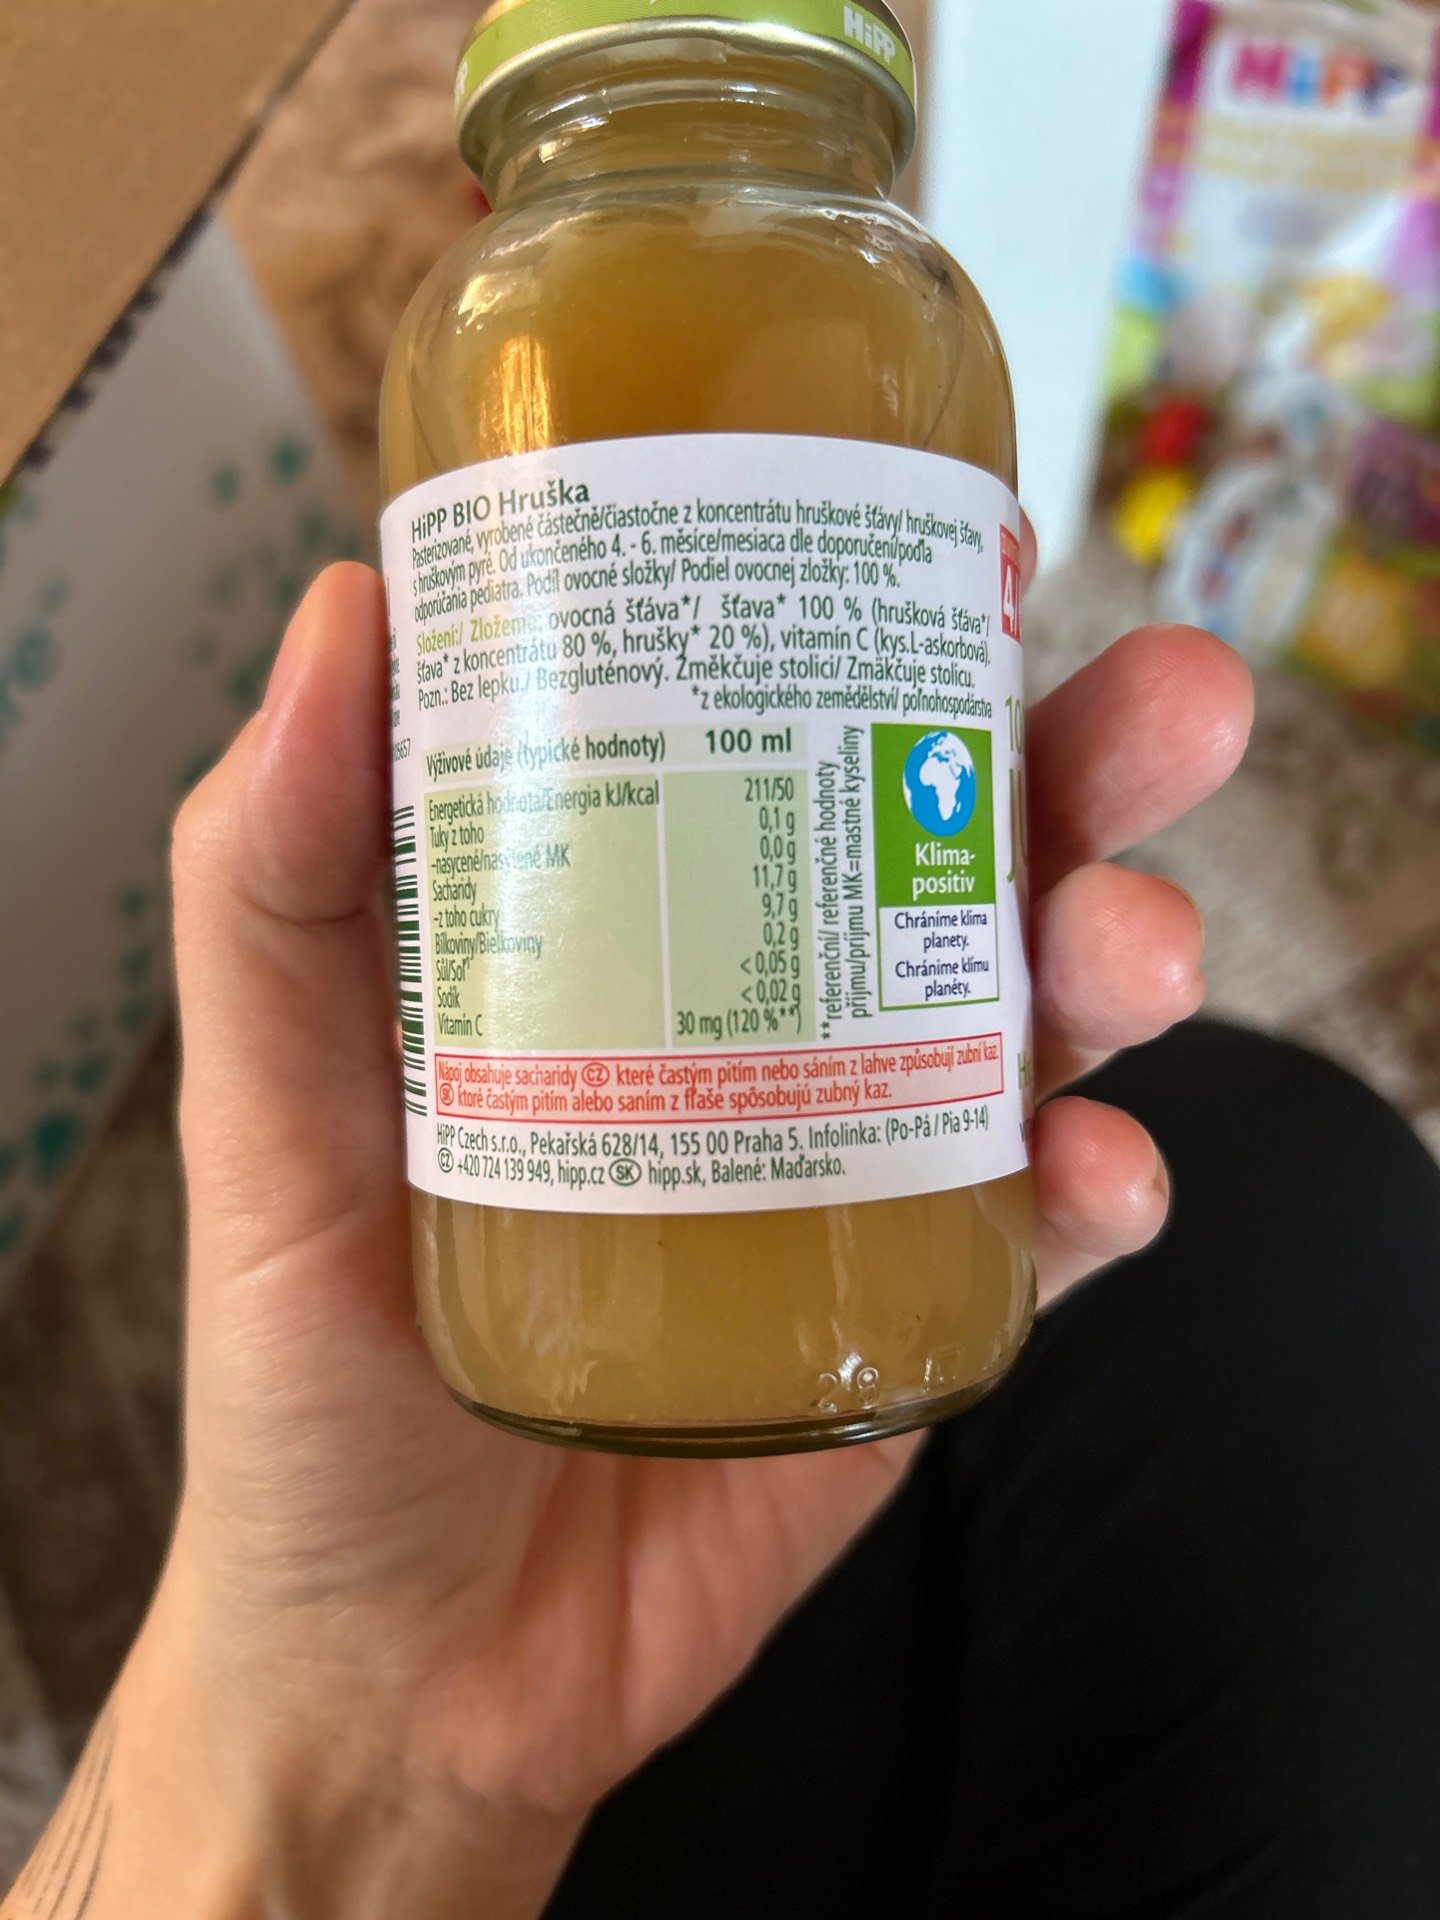 HiPP
HiPP
HiPP BIO Hruška
Pasterizované, vyrobené částečně/čiastočne z koncentrátu hruškové šťávy/ hruškovej šťavy,
s hruškovým pyré. Od ukončeného 4. - 6. měsíce/mesiaca dle doporučení/podľa
odporúčania pediatra. Podíl ovocné složky/ Podiel ovocnej zložky: 100 %.
Složení:/ Zloženie: ovocná šťáva*/ šťava* 100 % (hrušková šťáva*/
šťava* z koncentrátu 80 %, hrušky* 20 %), vitamín C (kys.L-askorbová).
Pozn.: Bez lepku./ Bezgluténový. Změkčuje stolici/ Zmäkčuje stolicu.
*z ekologického zemědělství/ poľnohospodárstva
Výživové údaje (typické hodnoty) 100 ml
Energetická hodnota/Energia kJ/kcal 211/50
Tuky z toho 0,1 g
-nasycené/nasýtené MK 0,0 g
Sacharidy 11,7 g
-z toho cukry 9,7 g
Bílkoviny/Bielkoviny 0,2 g
Sůl/Soľ <0,05 g
Sodík <0,02 g
Vitamín C 30 mg (120 %**)
**referenční/ referenčné hodnoty
příjmu/príjmu MK=mastné kyseliny
Klima-
positiv
Chráníme klíma
planety.
Chránime klímu
planéty.
Nápoj obsahuje sacharidy CZ které častým pitím nebo sáním z lahve způsobují zubní kaz.
SK ktoré častým pitím alebo saním z fľaše spôsobujú zubný kaz.
HiPP Czech s.r.o., Pekařská 628/14, 155 00 Praha 5. Infolinka: (Po-Pá / Pia 9-14)
CZ +420 724 139 949, hipp.cz SK hipp.sk, Balené: Maďarsko.
28